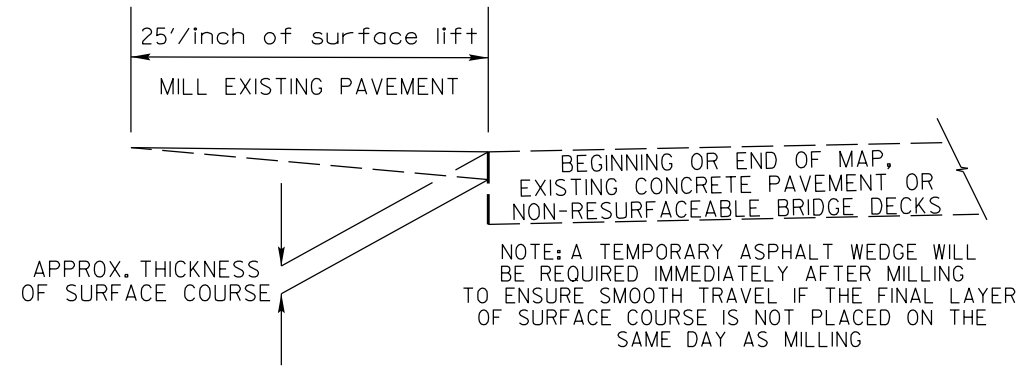 25'/inch of surface lift
MILL EXISTING PAVEMENT
BEGINNING OR END OF MAP,
EXISTING CONCRETE PAVEMENT OR
NON-RESURFACEABLE BRIDGE DECKS
APPROX. THICKNESS
OF SURFACE COURSE
NOTE: A TEMPORARY ASPHALT WEDGE WILL
BE REQUIRED IMMEDIATELY AFTER MILLING
TO ENSURE SMOOTH TRAVEL IF THE FINAL LAYER
OF SURFACE COURSE IS NOT PLACED ON THE
SAME DAY AS MILLING